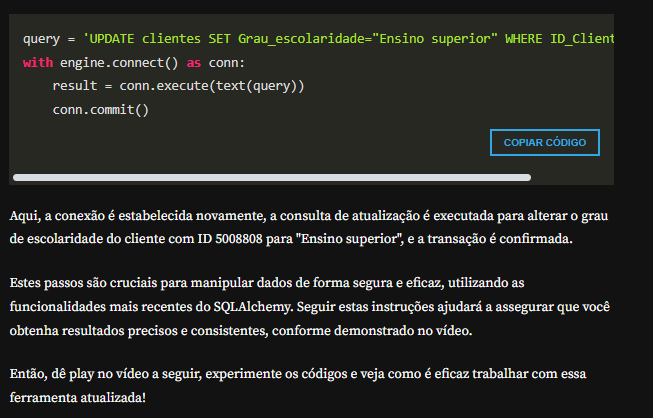 query = 'UPDATE clientes SET Grau_escolaridade="Ensino superior" WHERE ID_Client
with engine.connect() as conn:
    result = conn.execute(text(query))
    conn.commit()
COPIAR CÓDIGO
Aqui, a conexão é estabelecida novamente, a consulta de atualização é executada para alterar o grau
de escolaridade do cliente com ID 5008808 para "Ensino superior", e a transação é confirmada.
Estes passos são cruciais para manipular dados de forma segura e eficaz, utilizando as
funcionalidades mais recentes do SQLAlchemy. Seguir estas instruções ajudará a assegurar que você
obtenha resultados precisos e consistentes, conforme demonstrado no vídeo.
Então, dê play no vídeo a seguir, experimente os códigos e veja como é eficaz trabalhar com essa
ferramenta atualizada!